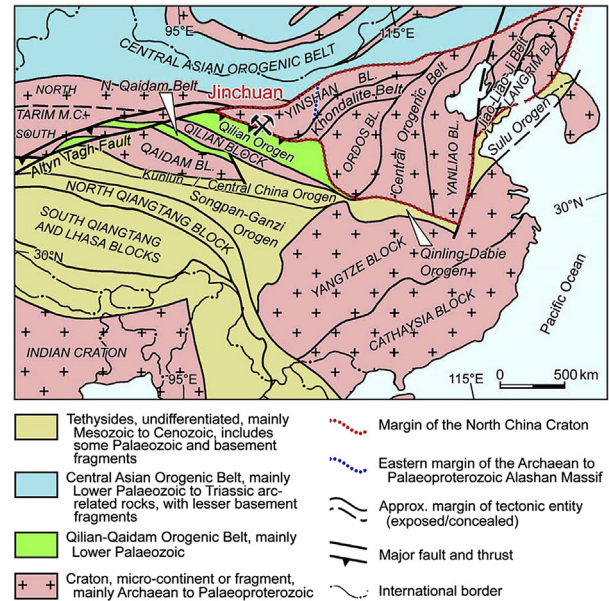 95°E
115°E
CENTRAL ASIAN OROGENIC BELT
N. Qaidam Belt
Jinchuan
NORTH
TARIM M.C.
SOUTH
Altyn Tagh-Fault
QILIAN BLOCK
Qilian Orogen
QAIDAM BL.
YINSHAN BL.
Khondalite Belt
ORDOS BL.
Central Orogenic Belt
YANLIAO BL.
Jiao-Liao-Ji Belt
LANGRIM BL.
Sulu Orogen
Kunlun / Central China Orogen
Songpan-Ganzi
Orogen
NORTH QIANGTANG BLOCK
SOUTH QIANGTANG
AND LHASA BLOCKS
30°N
30°N
Qinling-Dabie
Orogen
YANGTZE BLOCK
CATHAYSIA BLOCK
Pacific Ocean
INDIAN CRATON
95°E
115°E
0 500 km
Tethysides, undifferentiated, mainly
Mesozoic to Cenozoic, includes
some Palaeozoic and basement
fragments
Central Asian Orogenic Belt, mainly
Lower Palaeozoic to Triassic arc-
related rocks, with lesser basement
fragments
Qilian-Qaidam Orogenic Belt, mainly
Lower Palaeozoic
Craton, micro-continent or fragment,
mainly Archaean to Palaeoproterozoic
Margin of the North China Craton
Eastern margin of the Archaean to
Palaeoproterozoic Alashan Massif
Approx. margin of tectonic entity
(exposed/concealed)
Major fault and thrust
International border